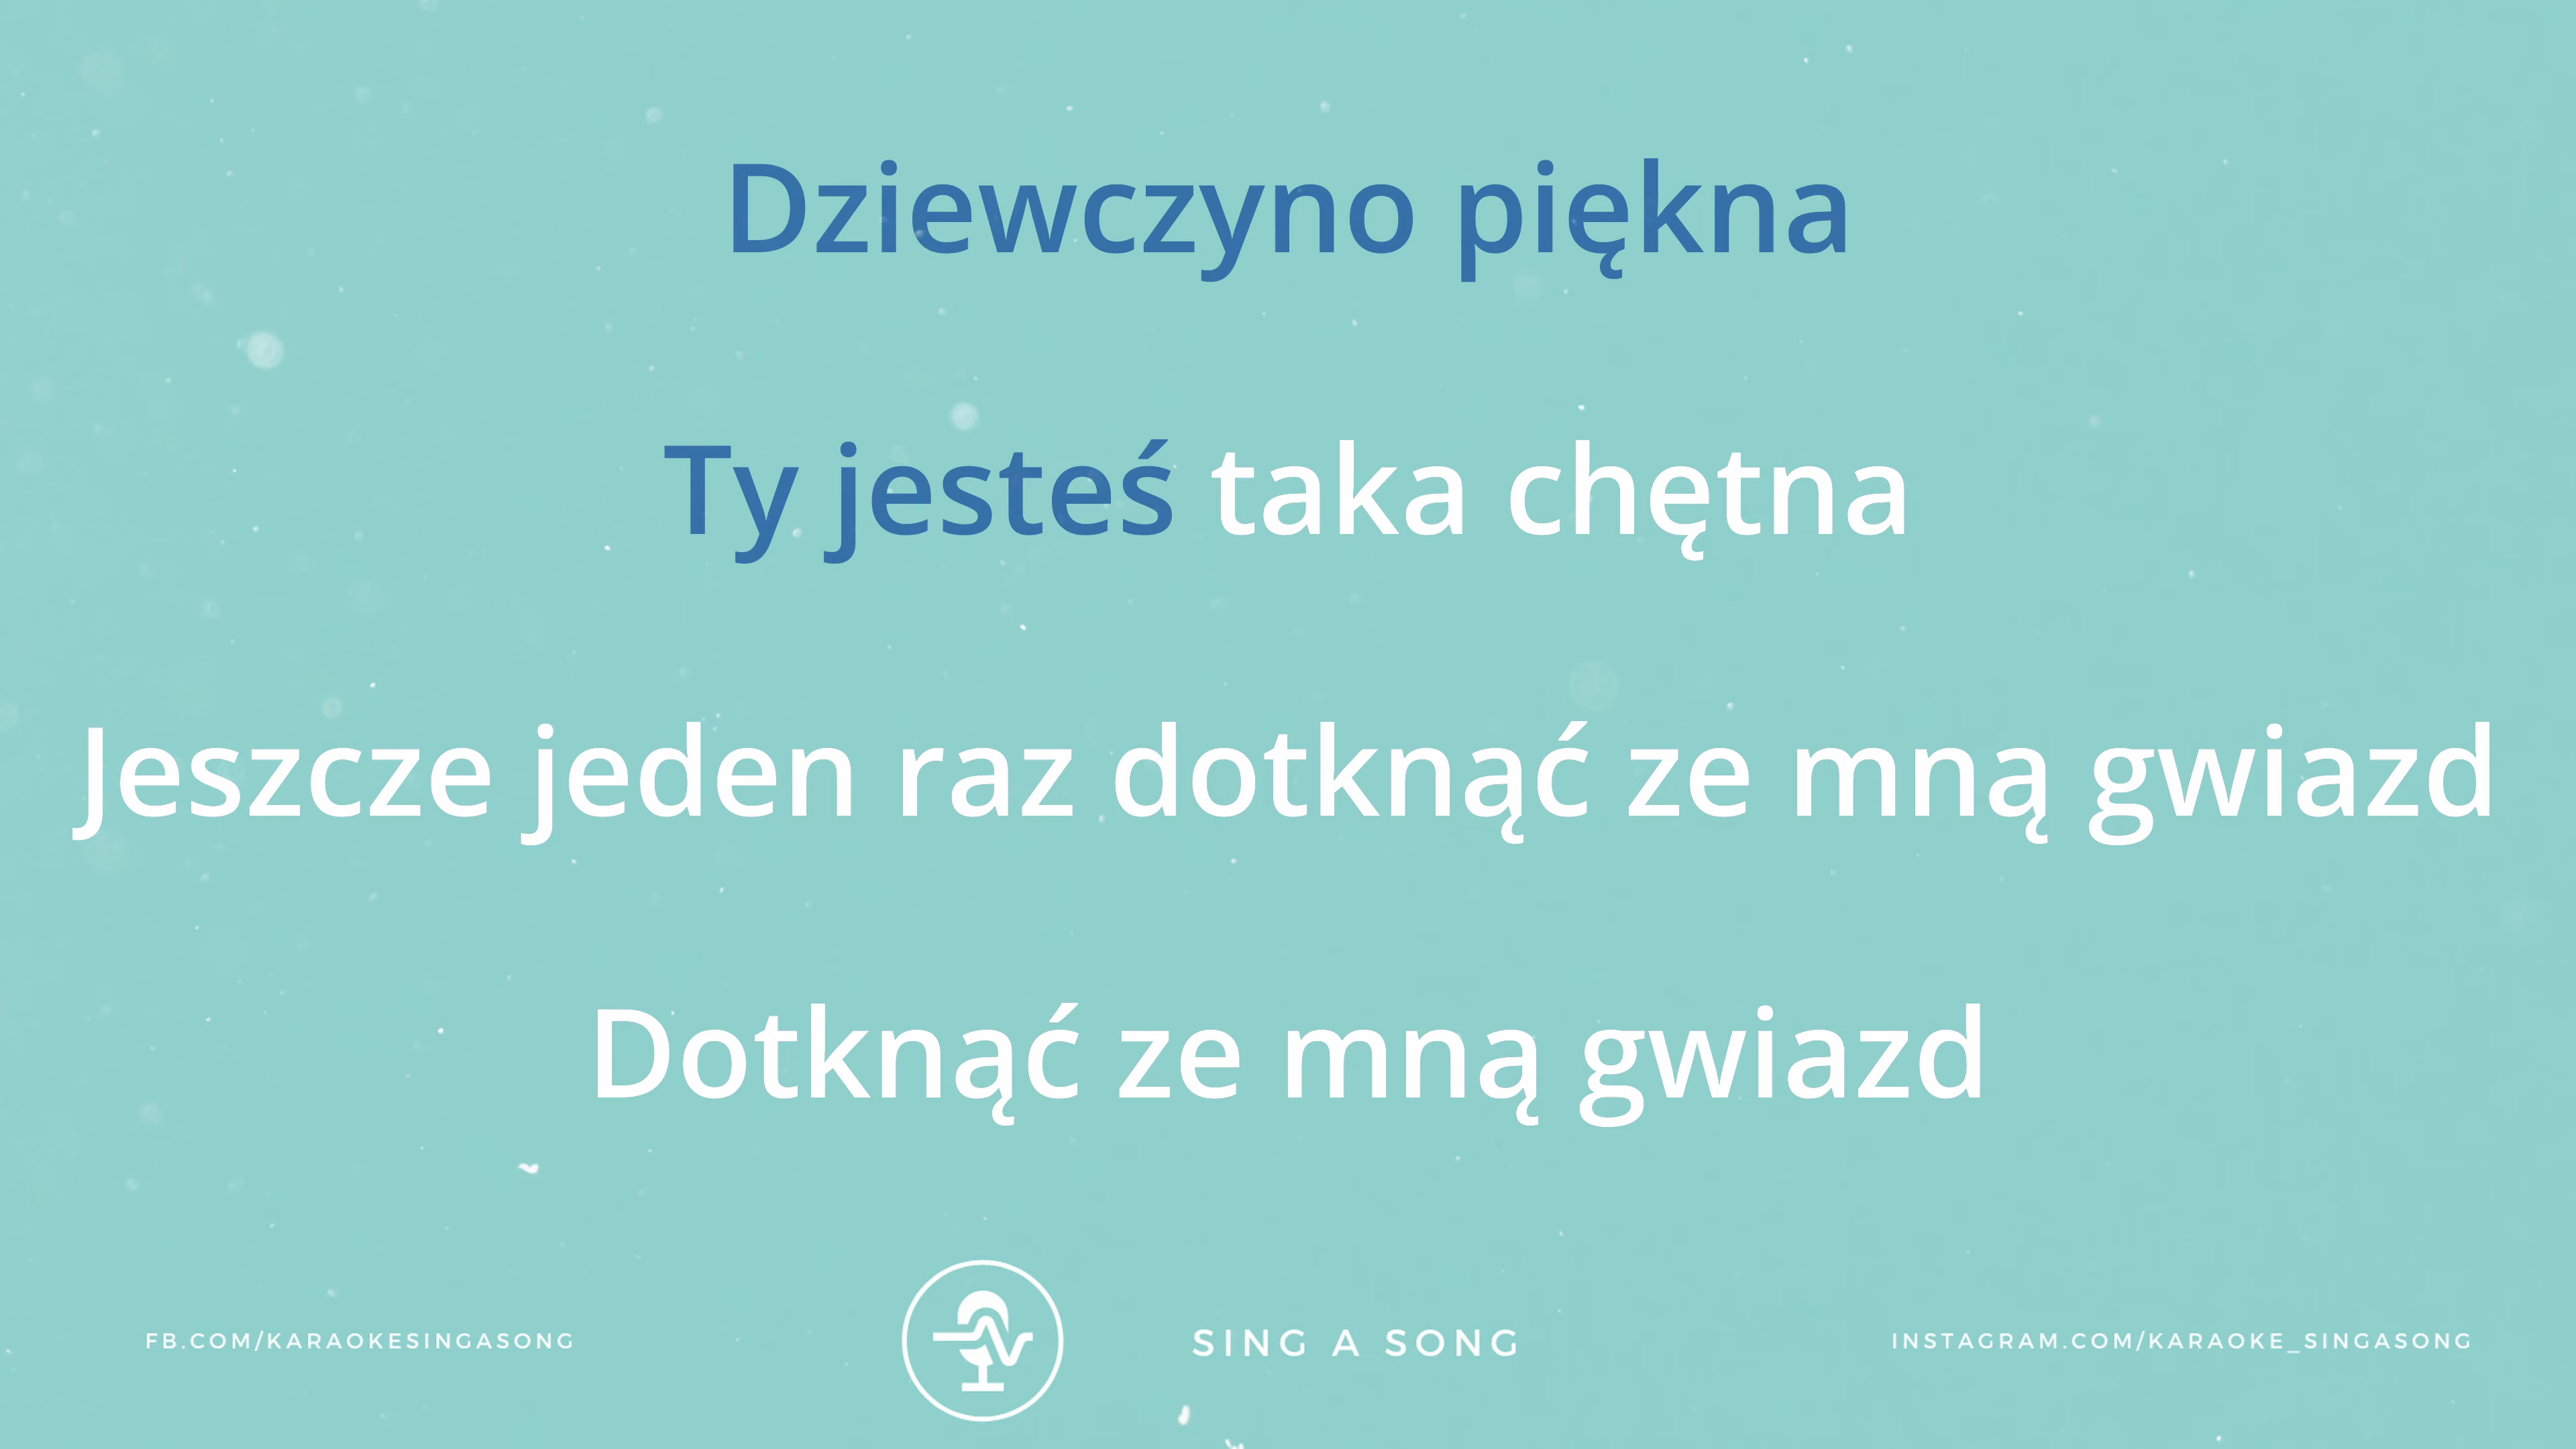 Dziewczyno piękna
Ty jesteś taka chętna
Jeszcze jeden raz dotknąć ze mną gwiazd
Dotknąć ze mną gwiazd
FB.COM/KARAOKESINGASONG
SING A SONG
INSTAGRAM.COM/KARAOKE_SINGASONG